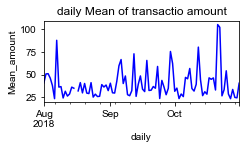 daily Mean of transactio amount
Mean_amount
100
75
50
25
Aug
2018
Sep
Oct
daily